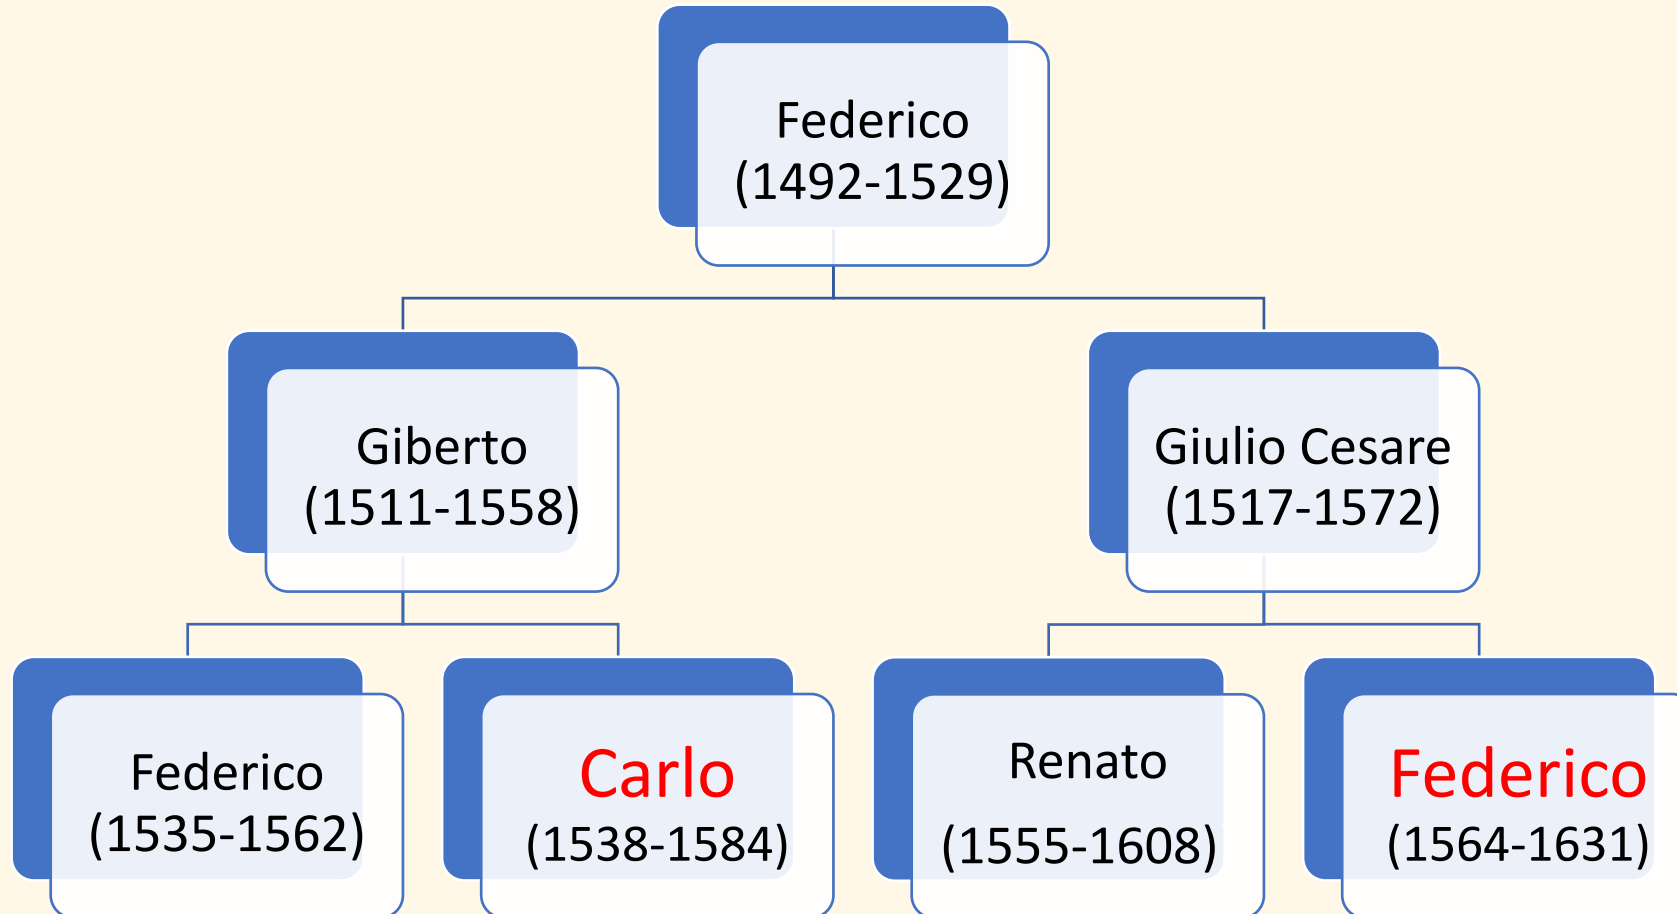 Federico
(1492-1529)
Giberto
(1511-1558)
Giulio Cesare
(1517-1572)
Federico
(1535-1562)
Carlo
(1538-1584)
Renato
(1555-1608)
Federico
(1564-1631)